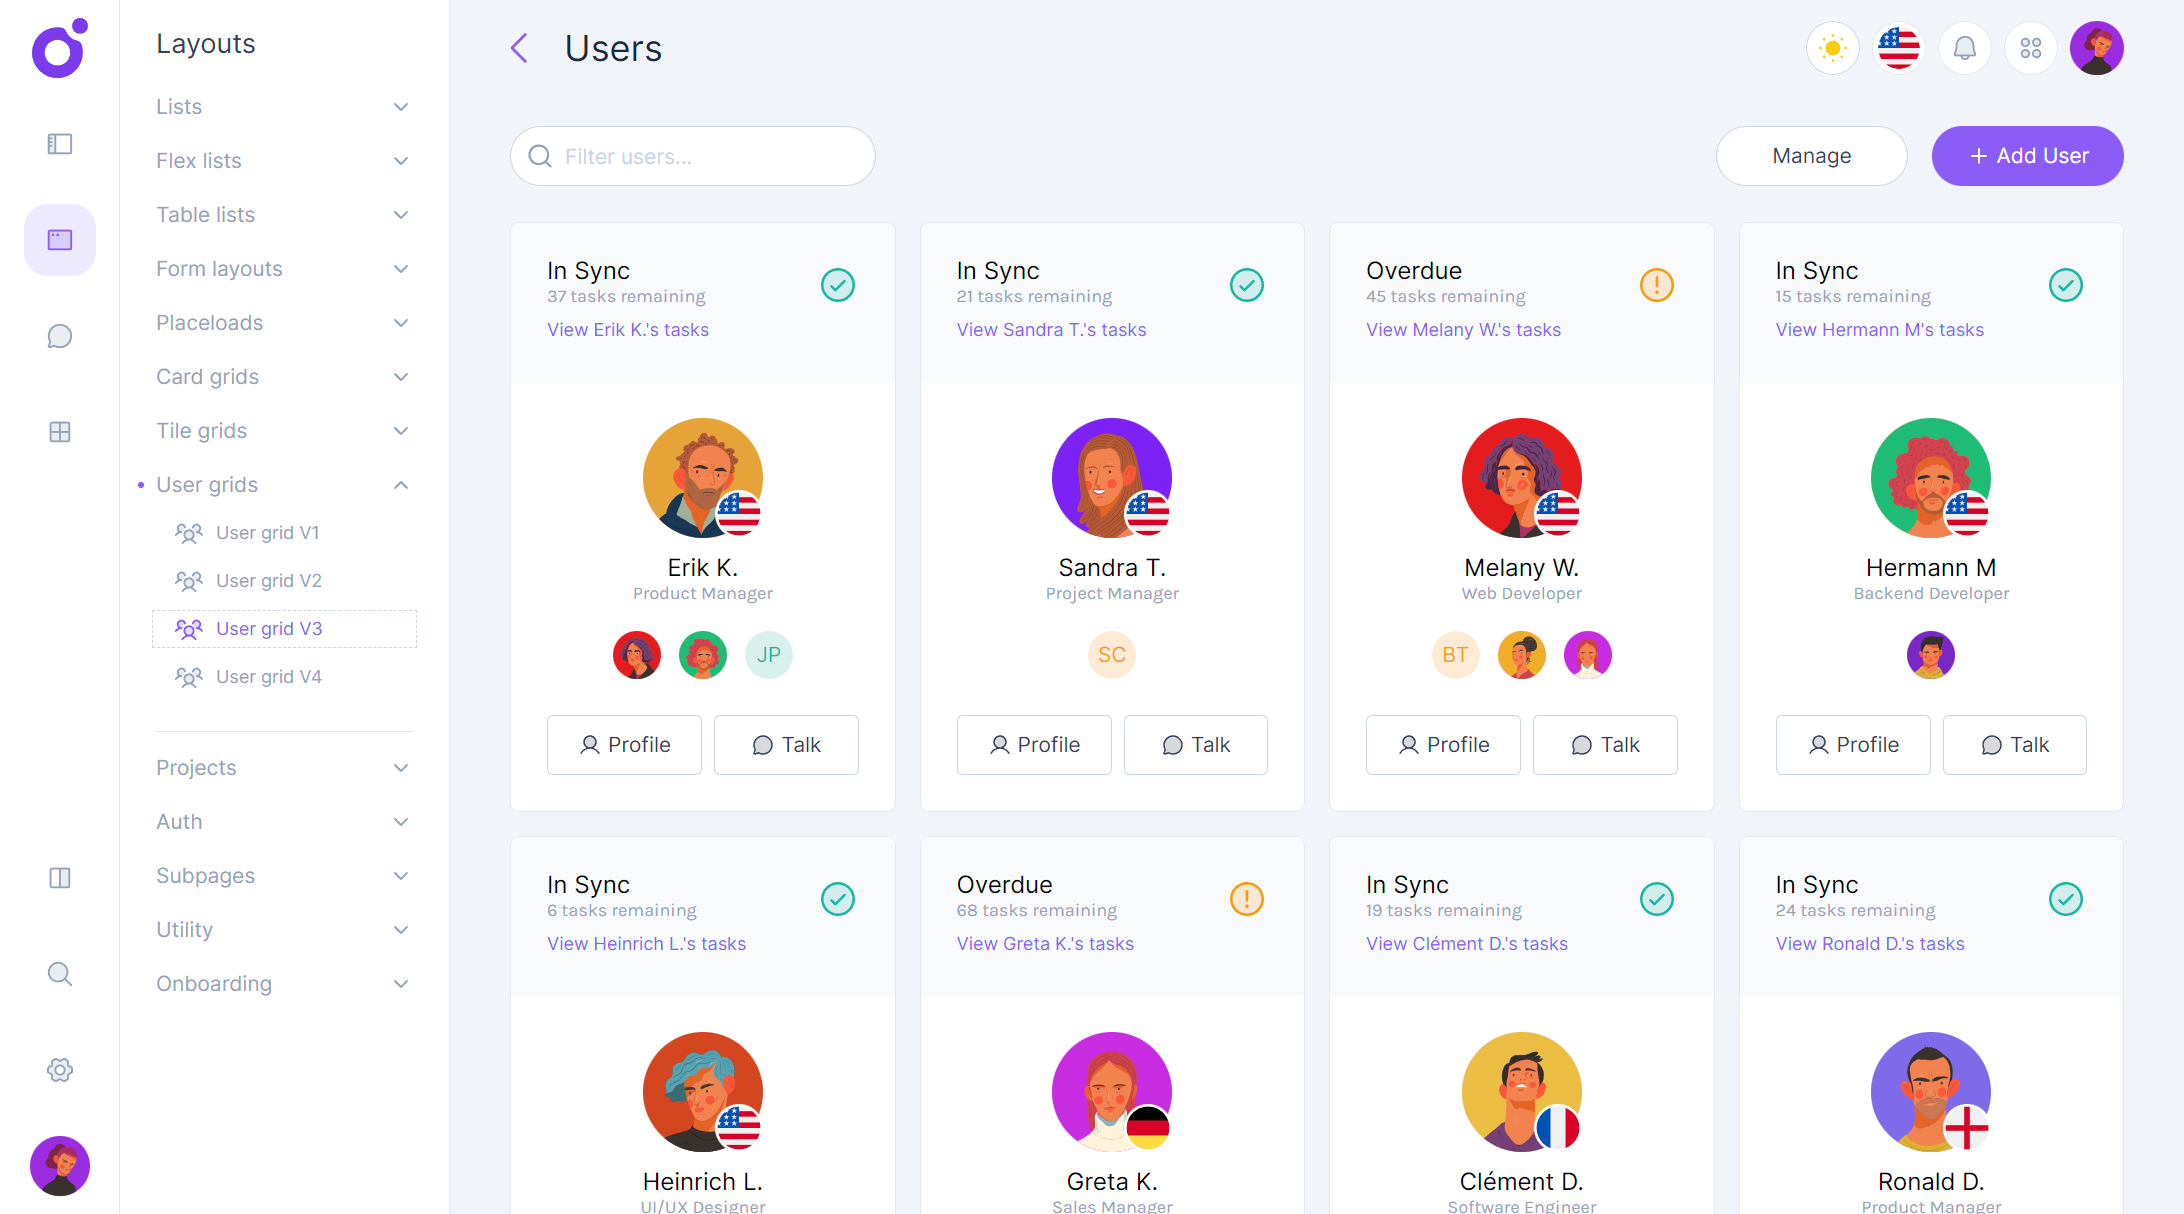 Layouts
Lists
Flex lists
Table lists
Form layouts
Placeloads
Card grids
Tile grids
User grids
User grid V1
User grid V2
User grid V3
User grid V4
Projects
Auth
Subpages
Utility
Onboarding
Users
Filter users...
Manage
+ Add User
In Sync
37 tasks remaining
View Erik K.'s tasks
Erik K.
Product Manager
JP
Profile
Talk
In Sync
21 tasks remaining
View Sandra T.'s tasks
Sandra T.
Project Manager
SC
Profile
Talk
Overdue
45 tasks remaining
View Melany W.'s tasks
Melany W.
Web Developer
BT
Profile
Talk
In Sync
15 tasks remaining
View Hermann M's tasks
Hermann M
Backend Developer
Profile
Talk
In Sync
6 tasks remaining
View Heinrich L.'s tasks
Heinrich L.
UI/UX Designer
Overdue
68 tasks remaining
View Greta K.'s tasks
Greta K.
Sales Manager
In Sync
19 tasks remaining
View Clément D.'s tasks
Clément D.
Software Engineer
In Sync
24 tasks remaining
View Ronald D.'s tasks
Ronald D.
Product Manager